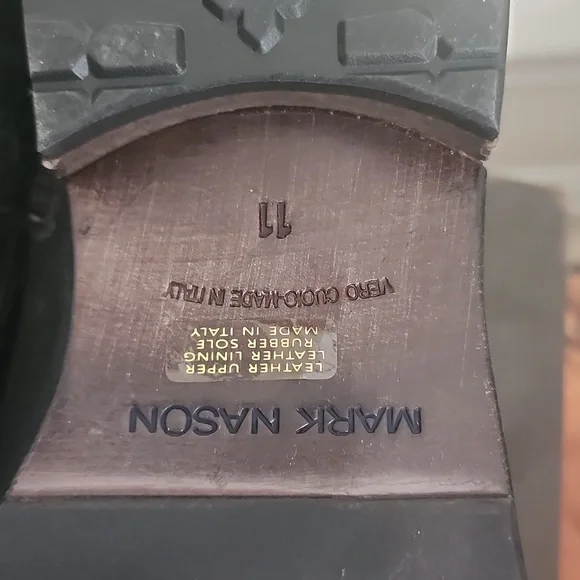 MARK NASON
LEATHER UPPER
LEATHER LINING
RUBBER SOLE
MADE IN ITALY
VERO CUOIO-MADE IN ITALY
11